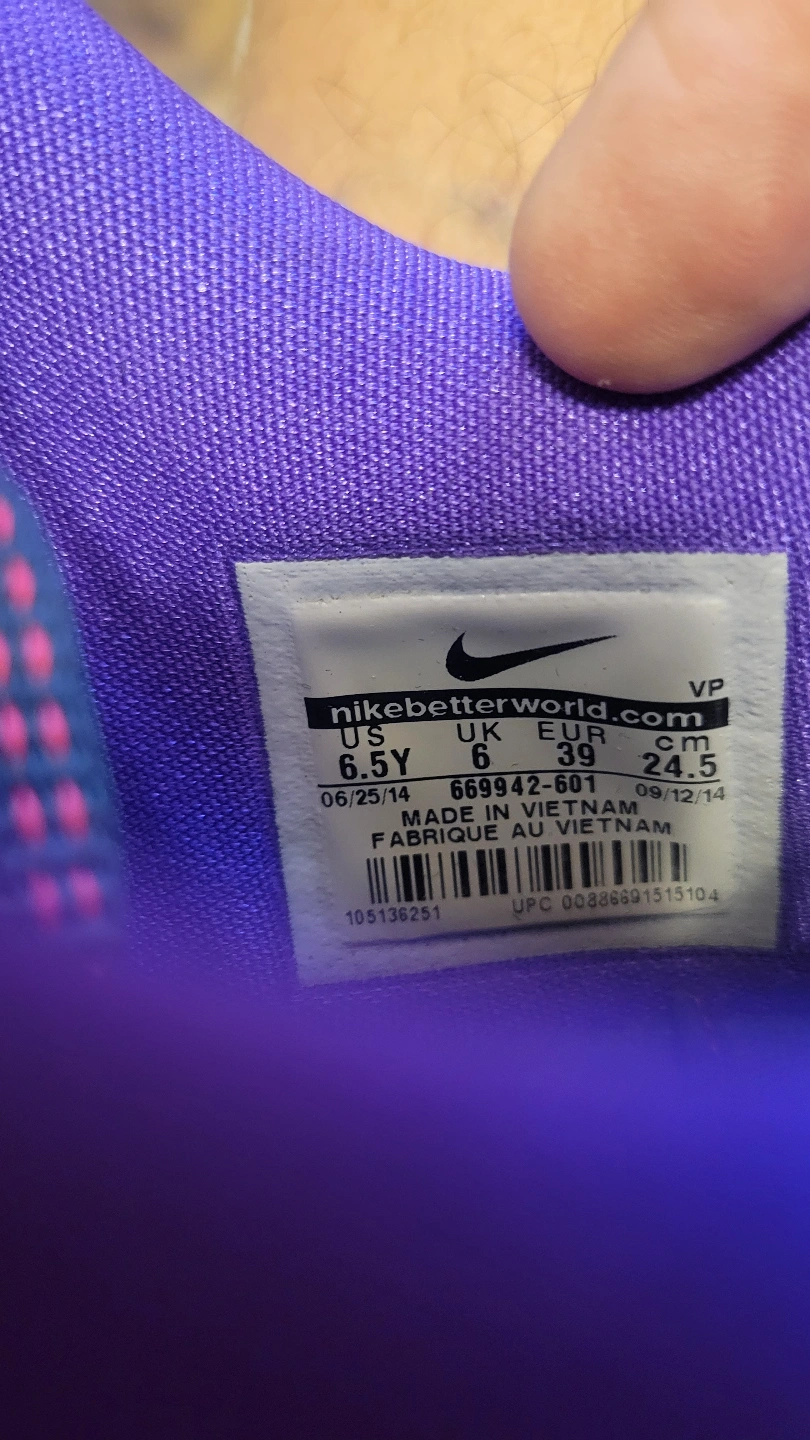 VP
nikebetterworld.com
US UK EUR cm
6.5Y 6 39 24.5
06/25/14 669942-601 09/12/14
MADE IN VIETNAM
FABRIQUE AU VIETNAM
105136251 UPC 00886691515104